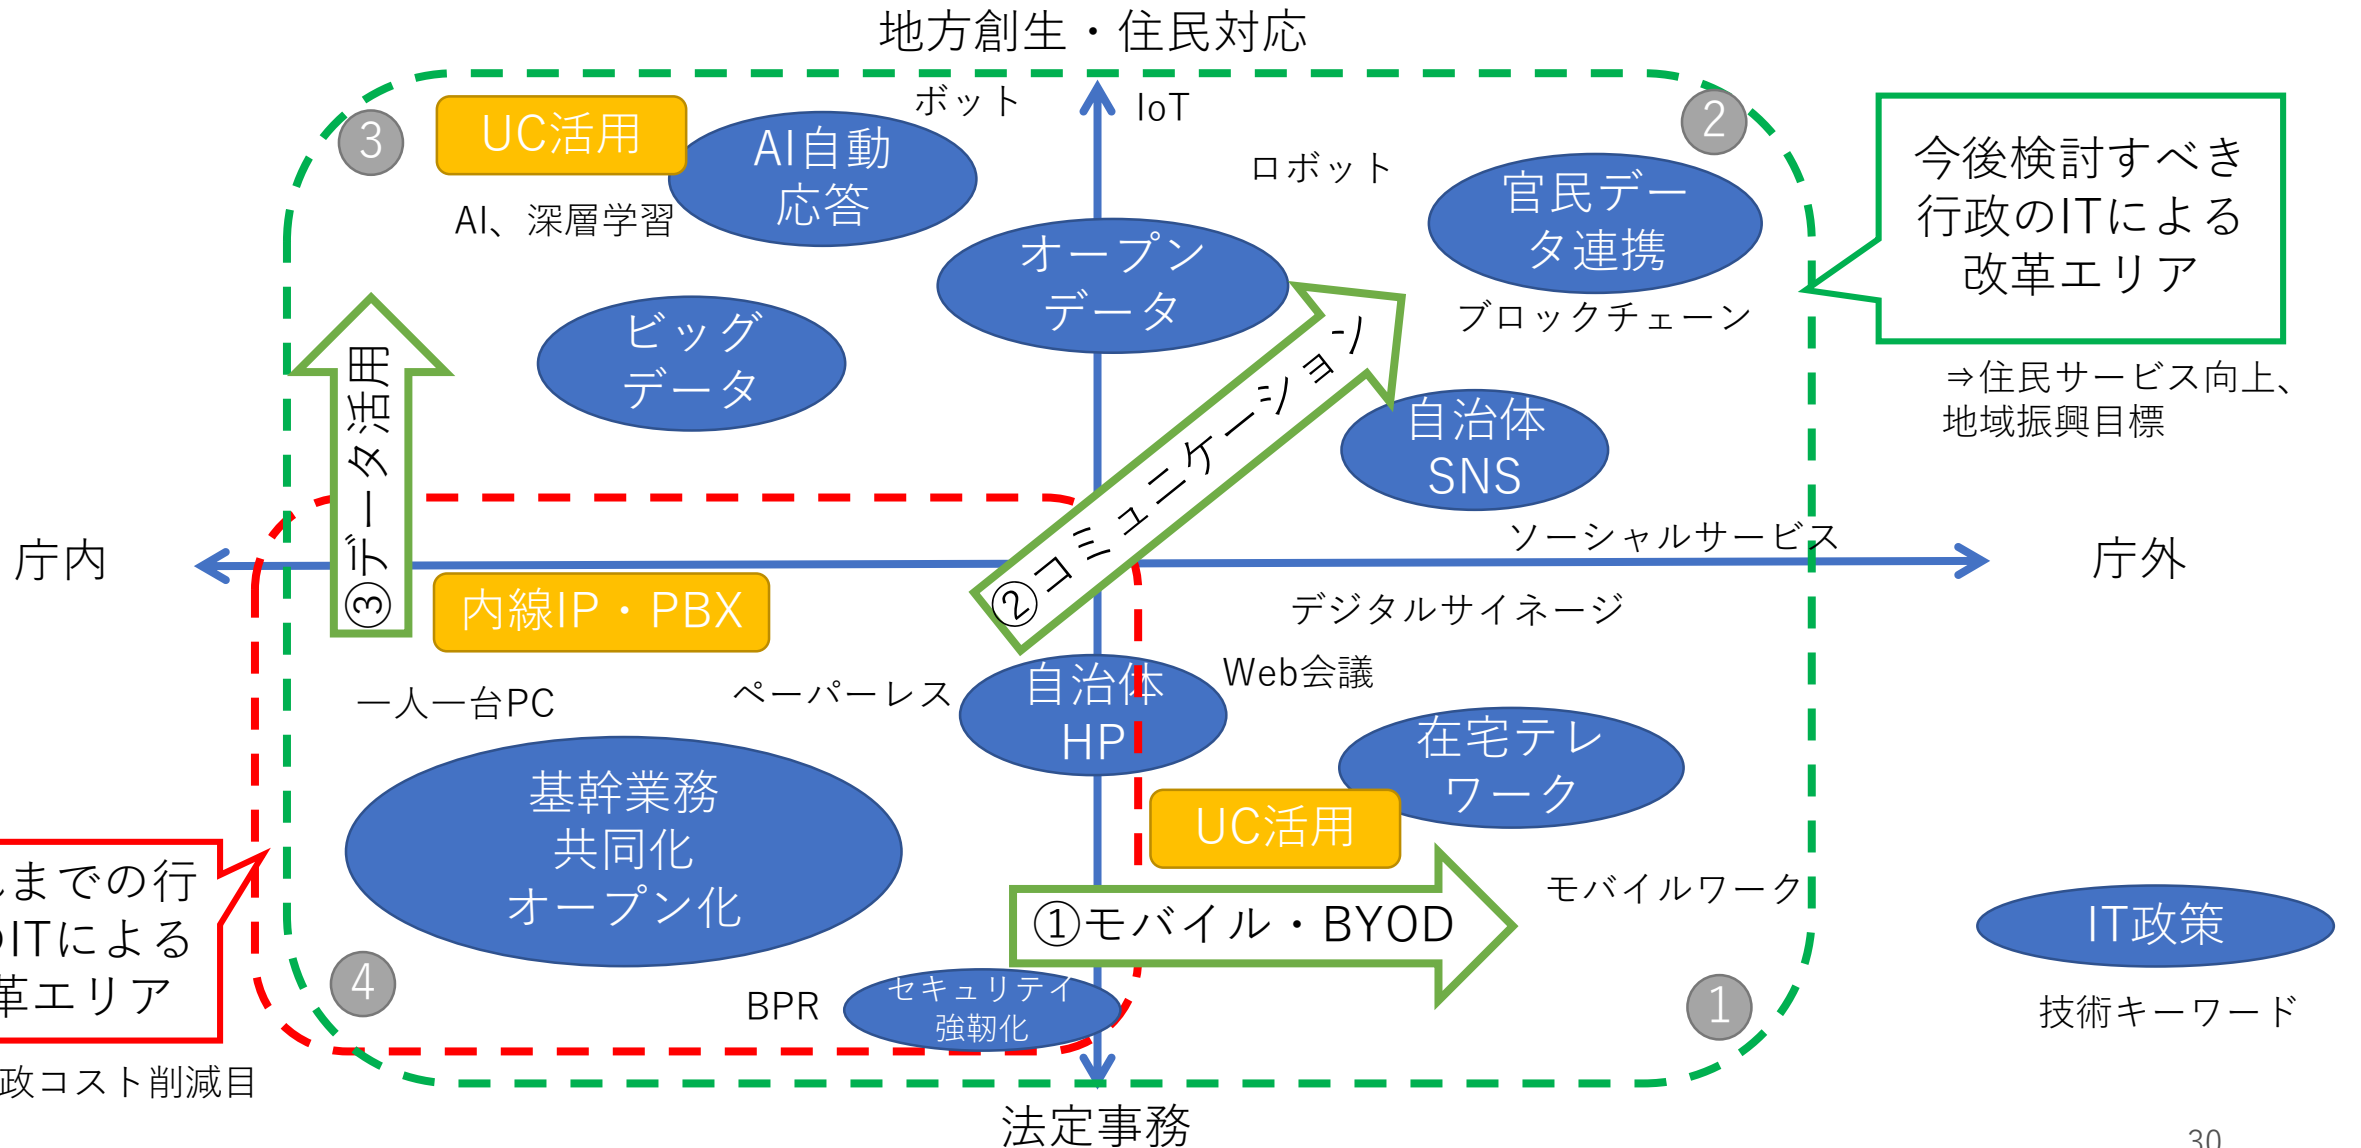 地方創生・住民対応
ボット
IoT
3
UC活用
AI自動
応答
2
ロボット
官民デー
タ連携
今後検討すべき
行政のITによる
改革エリア
AI、深層学習
オープン
データ
ブロックチェーン
ビッグ
データ
⇒住民サービス向上、
地域振興目標
③データ活用
②コミュニケーション
自治体
SNS
ソーシャルサービス
庁内
庁外
内線IP・PBX
デジタルサイネージ
一人一台PC
ペーパーレス
自治体
HP
Web会議
在宅テレ
ワーク
基幹業務
共同化
オープン化
UC活用
までの行
ITによる
革エリア
①モバイル・BYOD
モバイルワーク
IT政策
4
BPR
セキュリティ
強靭化
1
技術キーワード
政コスト削減目
法定事務
30